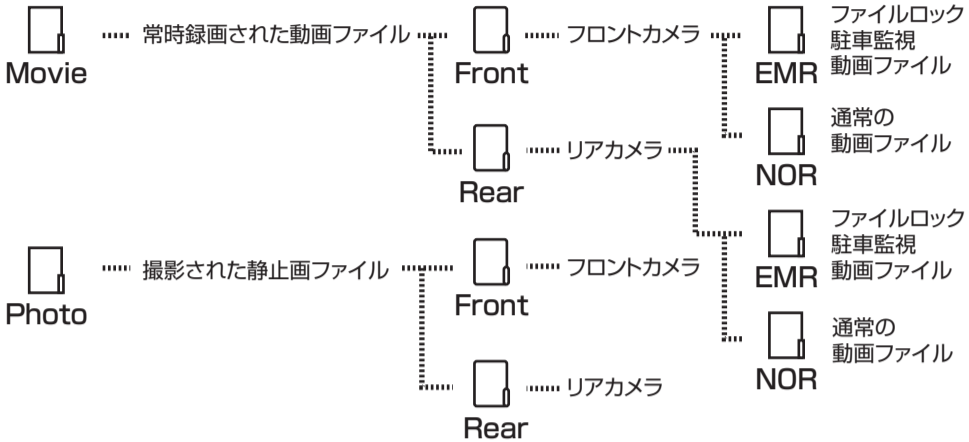 Movie
常時録画された動画ファイル
Front
フロントカメラ
EMR
ファイルロック
駐車監視
動画ファイル
NOR
通常の
動画ファイル
Rear
リアカメラ
EMR
ファイルロック
駐車監視
動画ファイル
NOR
通常の
動画ファイル
Photo
撮影された静止画ファイル
Front
フロントカメラ
Rear
リアカメラ